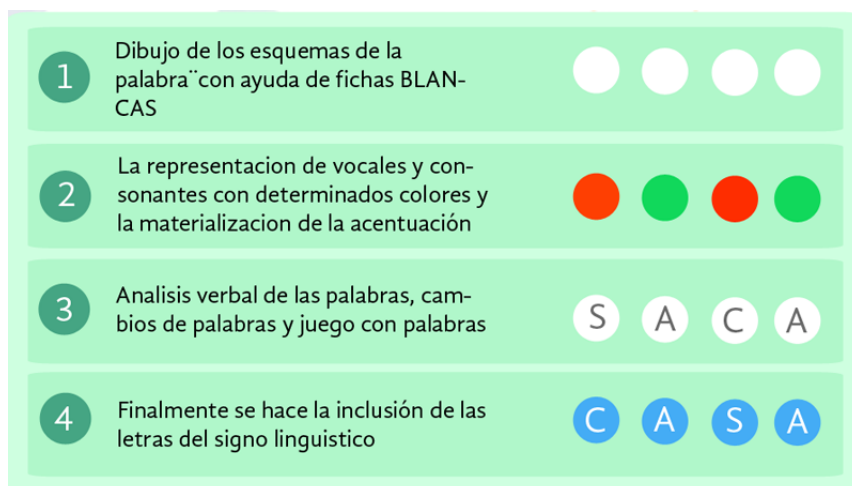 1
Dibujo de los esquemas de la
palabra¨con ayuda de fichas BLAN-
CAS
2
La representacion de vocales y con-
sonantes con determinados colores y
la materializacion de la acentuación
3
Analisis verbal de las palabras, cam-
bios de palabras y juego con palabras
S A C A
4
Finalmente se hace la inclusión de las
letras del signo linguistico
C A S A